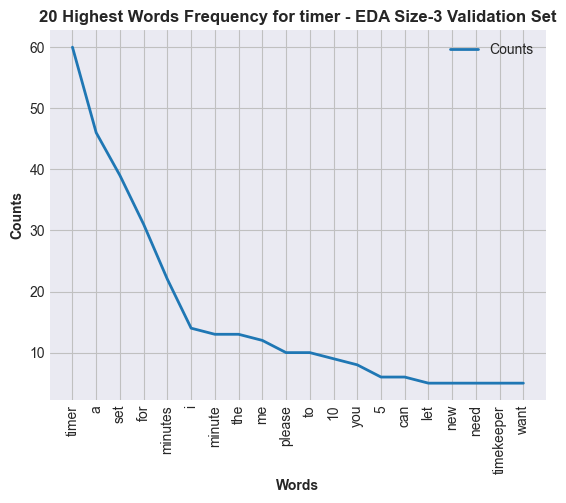 20 Highest Words Frequency for timer - EDA Size-3 Validation Set
Counts
60
50
40
30
20
10
Counts
timer
a
set
for
minutes
i
minute
the
me
please
to
10
you
5
can
let
new
need
timekeeper
want
Words